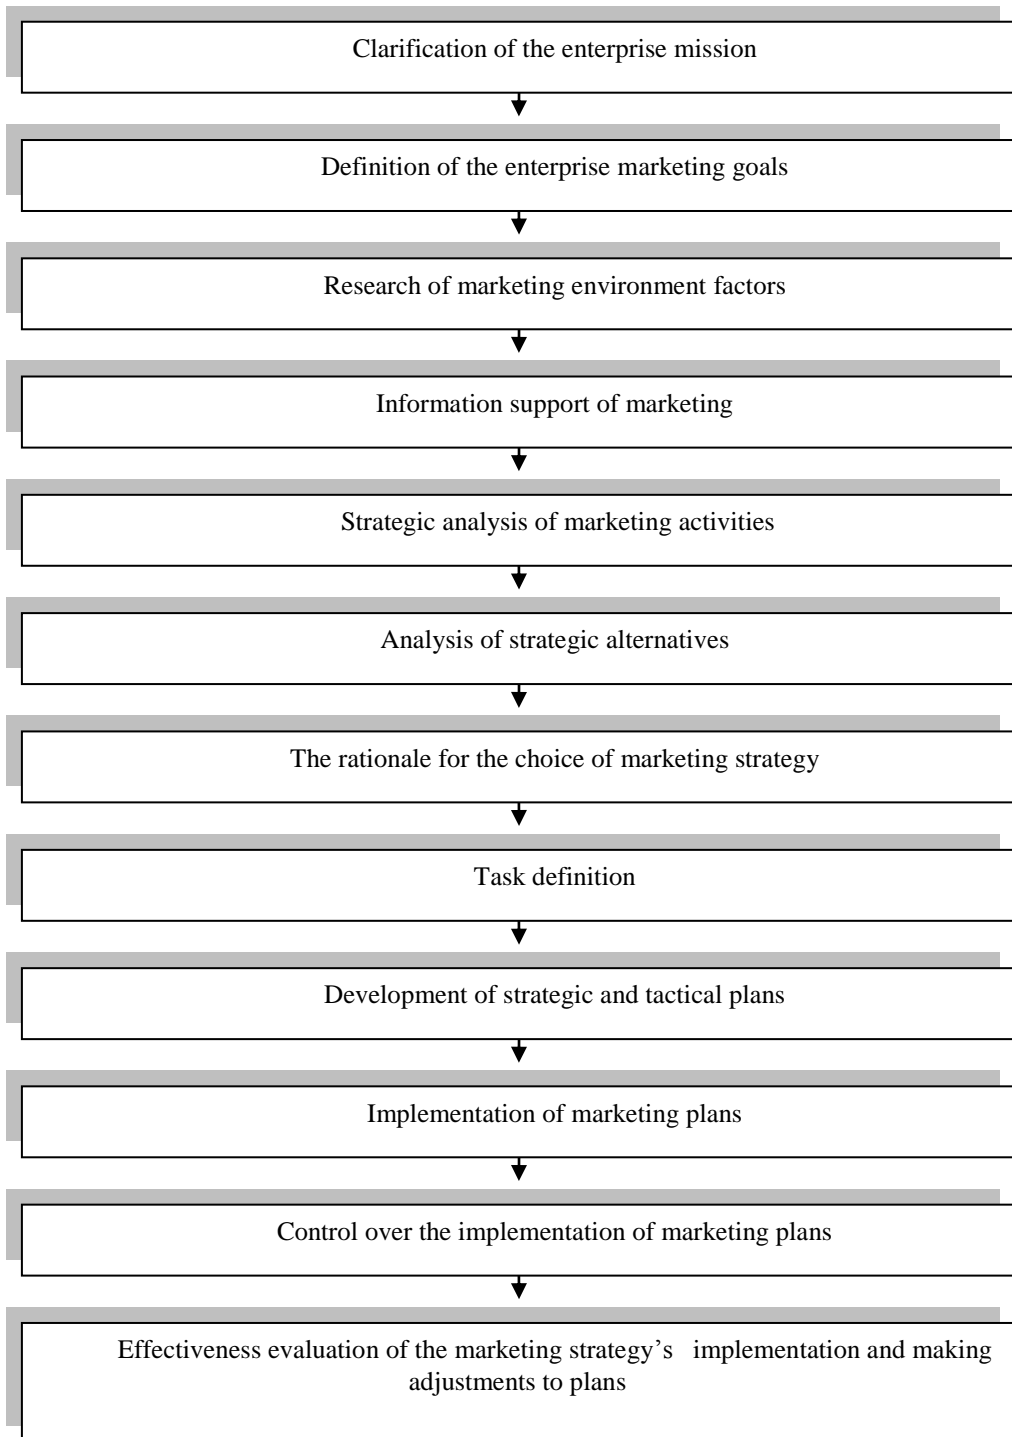 Clarification of the enterprise mission
Definition of the enterprise marketing goals
Research of marketing environment factors
Information support of marketing
Strategic analysis of marketing activities
Analysis of strategic alternatives
The rationale for the choice of marketing strategy
Task definition
Development of strategic and tactical plans
Implementation of marketing plans
Control over the implementation of marketing plans
Effectiveness evaluation of the marketing strategy’s implementation and making
adjustments to plans